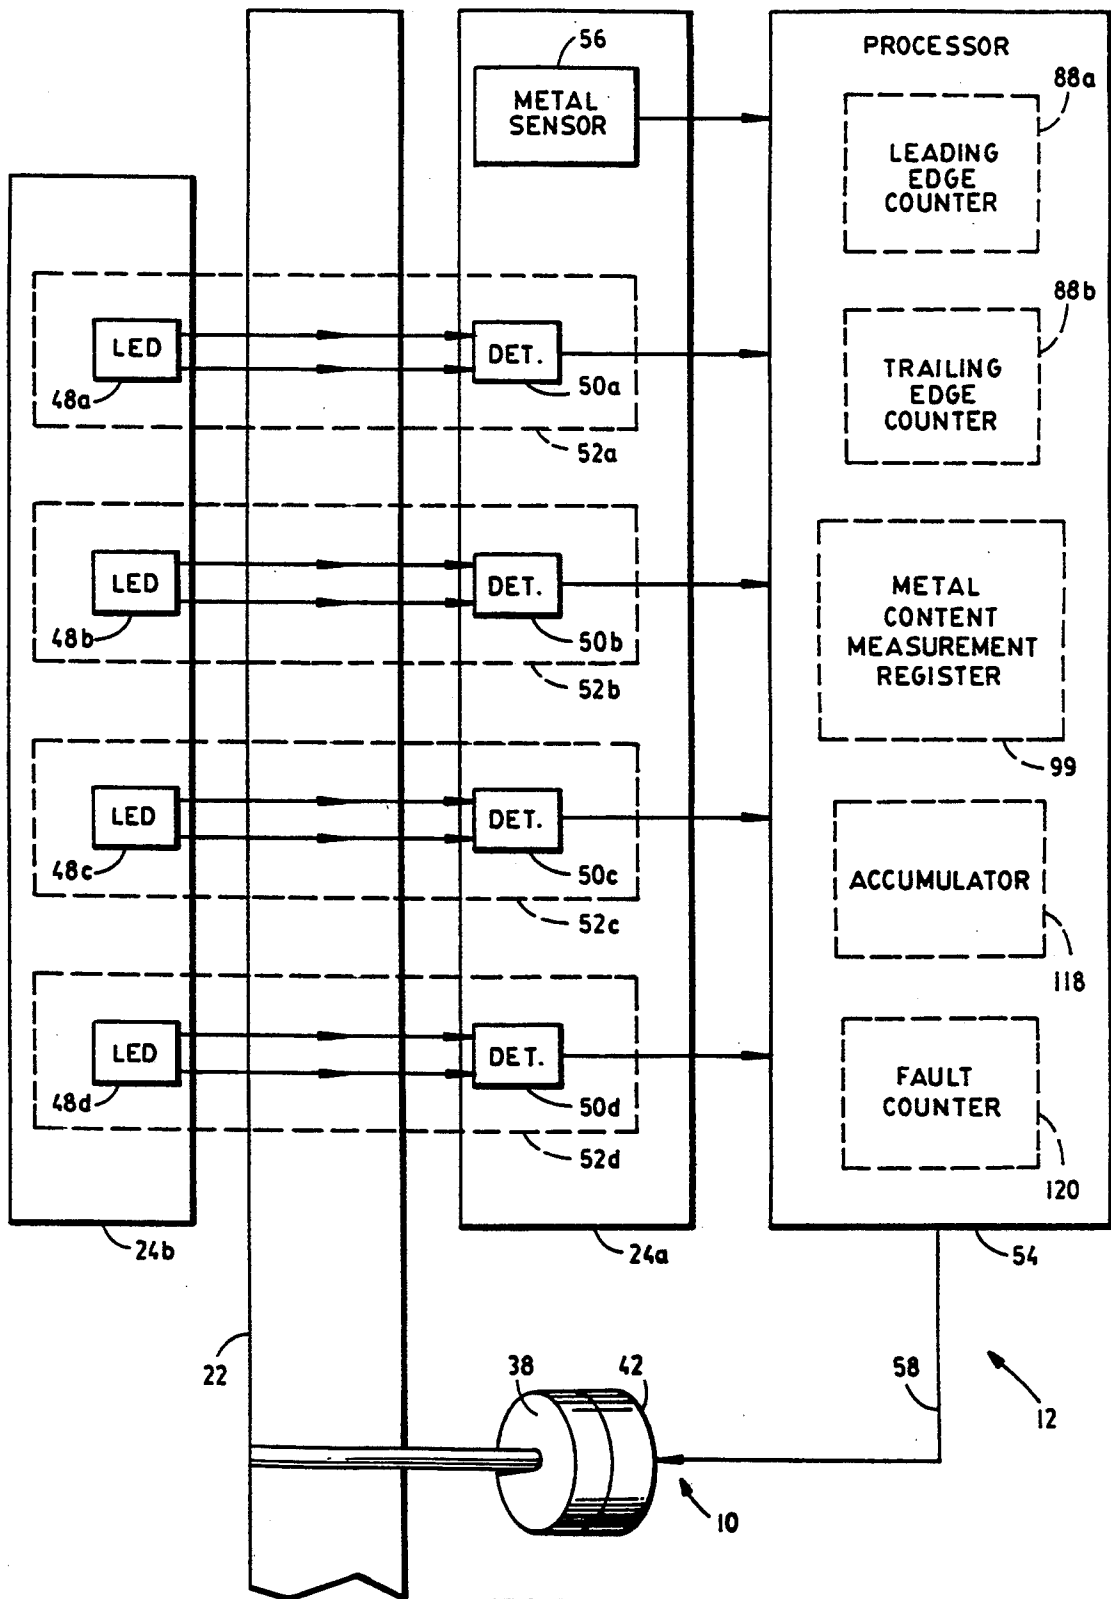 56
METAL
SENSOR
PROCESSOR
88a
LEADING
EDGE
COUNTER
88b
TRAILING
EDGE
COUNTER
METAL
CONTENT
MEASUREMENT
REGISTER
99
ACCUMULATOR
118
FAULT
COUNTER
120
LED
48a
DET.
50a
52a
LED
48b
DET.
50b
52b
LED
48c
DET.
50c
52c
LED
48d
DET.
50d
52d
24b
24a
54
22
38
42
58
12
10